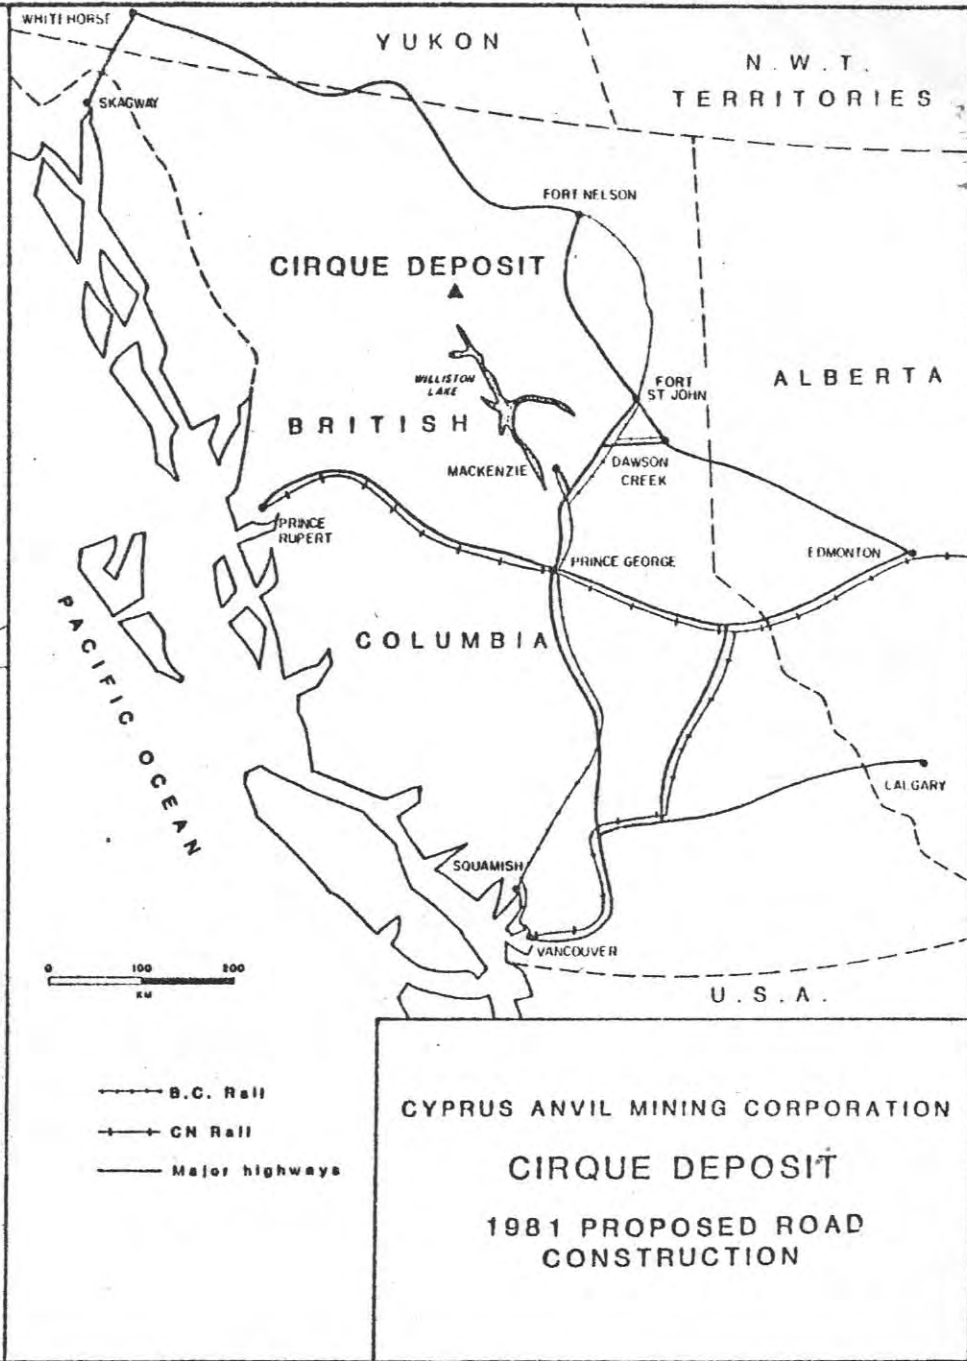 WHITEHORSE
YUKON
N.W.T.
TERRITORIES
SKAGWAY
FORT NELSON
CIRQUE DEPOSIT
WILLISTON
LAKE
FORT
ST JOHN
ALBERTA
BRITISH
MACKENZIE
DAWSON
CREEK
PRINCE
RUPERT
PRINCE GEORGE
EDMONTON
PACIFIC OCEAN
COLUMBIA
CALGARY
SQUAMISH
VANCOUVER
0 100 200
KM
U.S.A.
B.C. Rail
CN Rail
Major highways
CYPRUS ANVIL MINING CORPORATION
CIRQUE DEPOSIT
1981 PROPOSED ROAD
CONSTRUCTION